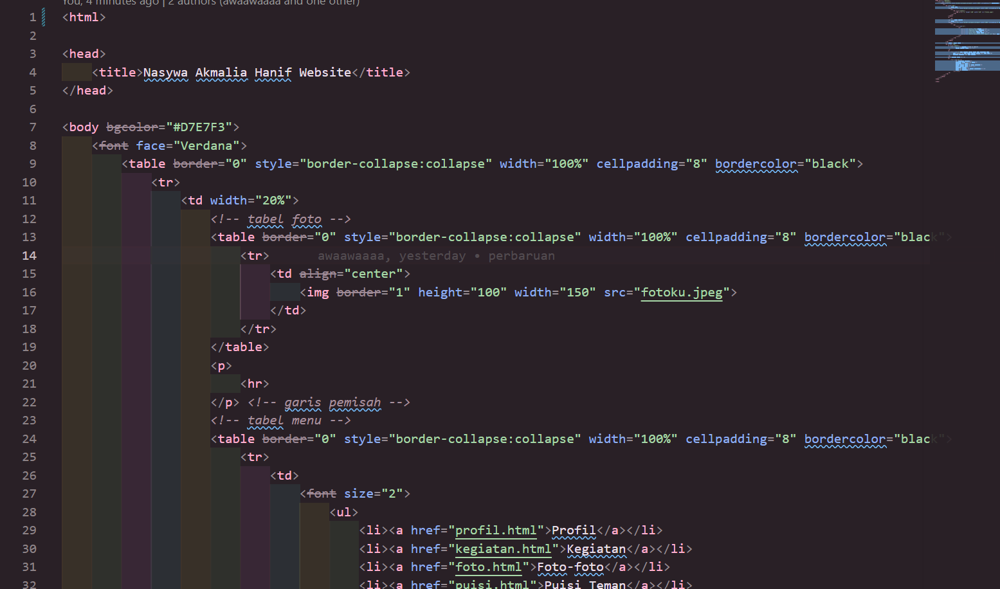 You, 4 minutes ago | 2 authors (awaawaaaa and one other)
1 <html>
2
3 <head>
4 <title>Nasywa Akmalia Hanif Website</title>
5 </head>
6
7 <body bgcolor="#D7E7F3">
8 <font face="Verdana">
9 <table border="0" style="border-collapse:collapse" width="100%" cellpadding="8" bordercolor="black">
10 <tr>
11 <td width="20%">
12 <!-- tabel foto -->
13 <table border="0" style="border-collapse:collapse" width="100%" cellpadding="8" bordercolor="black">
14 <tr> awaawaaaa, yesterday • perbaruan
15 <td align="center">
16 <img border="1" height="100" width="150" src="fotoku.jpeg">
17 </td>
18 </tr>
19 </table>
20 <p>
21 <hr>
22 </p> <!-- garis pemisah -->
23 <!-- tabel menu -->
24 <table border="0" style="border-collapse:collapse" width="100%" cellpadding="8" bordercolor="black">
25 <tr>
26 <td>
27 <font size="2">
28 <ul>
29 <li><a href="profil.html">Profil</a></li>
30 <li><a href="kegiatan.html">Kegiatan</a></li>
31 <li><a href="foto.html">Foto-foto</a></li>
32 <li><a href="puisi.html">Puisi Teman</a></li>